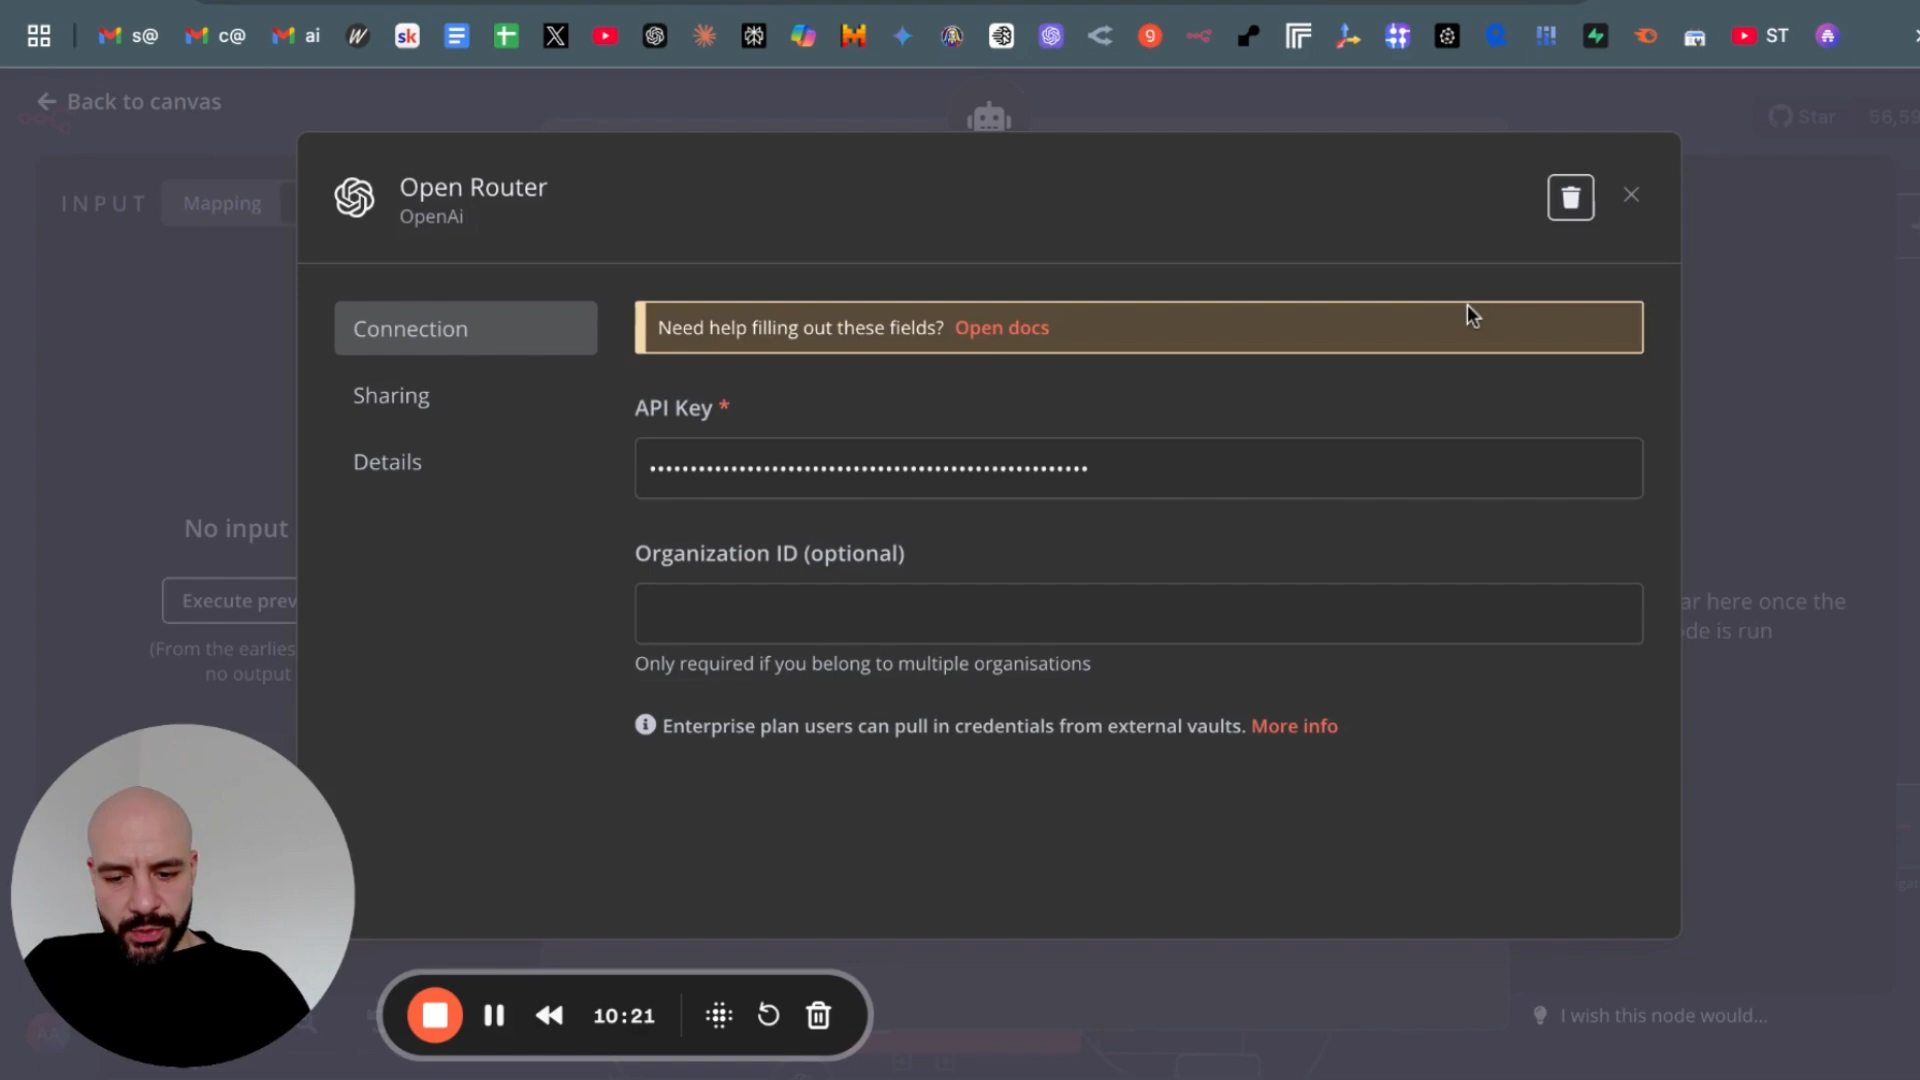 s@
c@
ai
sk
9
ST
Back to canvas
Star
56,59
INPUT
Mapping
Open Router
OpenAi
Connection
Sharing
Details
Need help filling out these fields? Open docs
API Key *
••••••••••••••••••••••••••••••••••••••••••••••••••••••
Organization ID (optional)
Only required if you belong to multiple organisations
Enterprise plan users can pull in credentials from external vaults. More info
No input
Execute prev
(From the earlies
no output
ar here once the
de is run
10:21
I wish this node would...